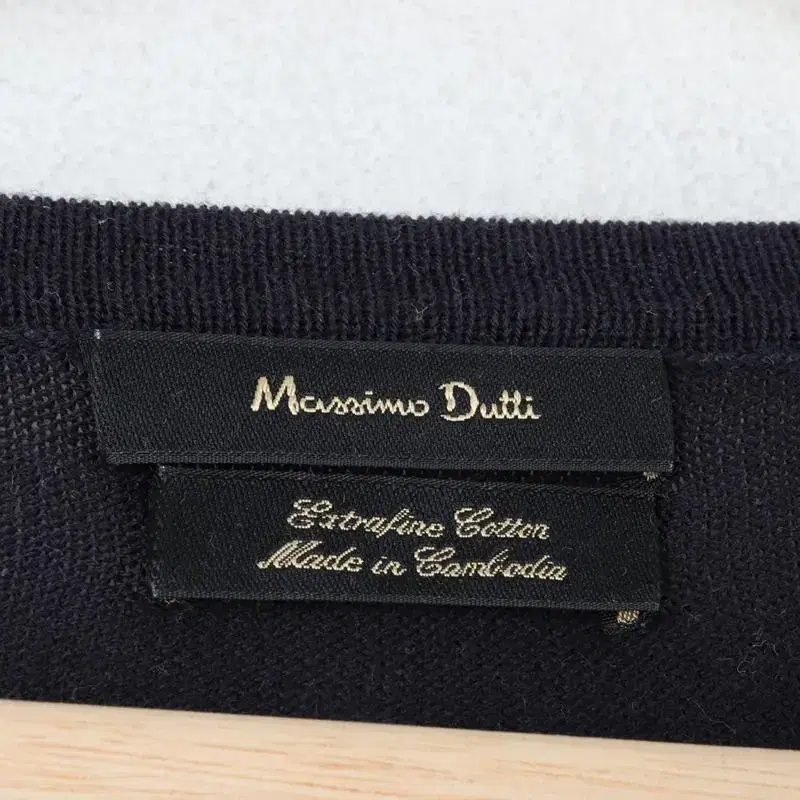 Massimo Dutti
Extrafine Cotton
Made in Cambodia